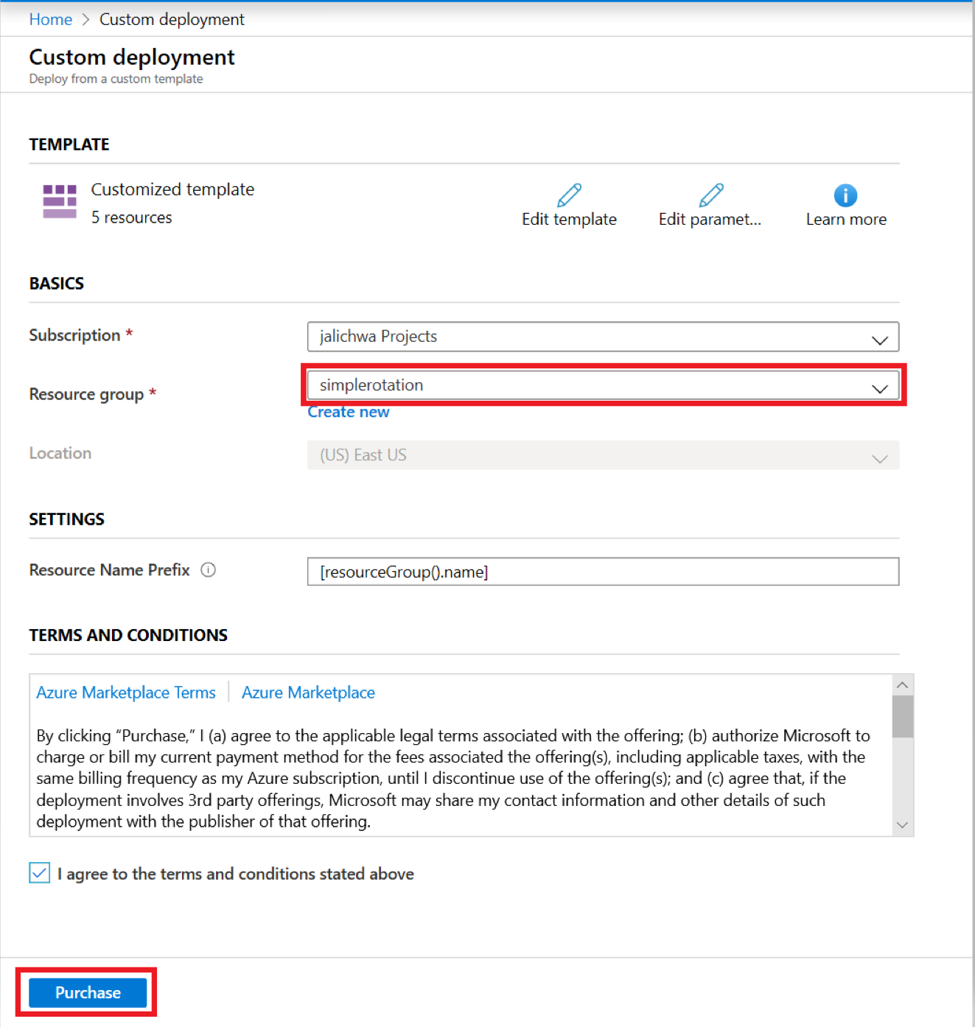 Home > Custom deployment
Custom deployment
Deploy from a custom template
TEMPLATE
Customized template
5 resources
Edit template
Edit paramet...
Learn more
BASICS
Subscription *
jalichwa Projects
Resource group *
simplerotation
Create new
Location
(US) East US
SETTINGS
Resource Name Prefix
[resourceGroup().name]
TERMS AND CONDITIONS
Azure Marketplace Terms | Azure Marketplace
By clicking “Purchase,” I (a) agree to the applicable legal terms associated with the offering; (b) authorize Microsoft to
charge or bill my current payment method for the fees associated the offering(s), including applicable taxes, with the
same billing frequency as my Azure subscription, until I discontinue use of the offering(s); and (c) agree that, if the
deployment involves 3rd party offerings, Microsoft may share my contact information and other details of such
deployment with the publisher of that offering.
I agree to the terms and conditions stated above
Purchase